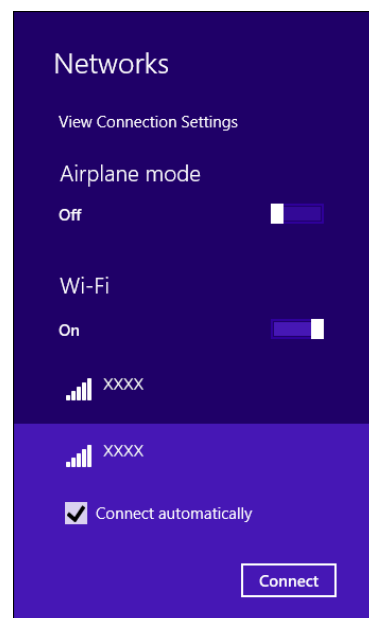 Networks
View Connection Settings
Airplane mode
Off
Wi-Fi
On
XXXX
XXXX
Connect automatically
Connect